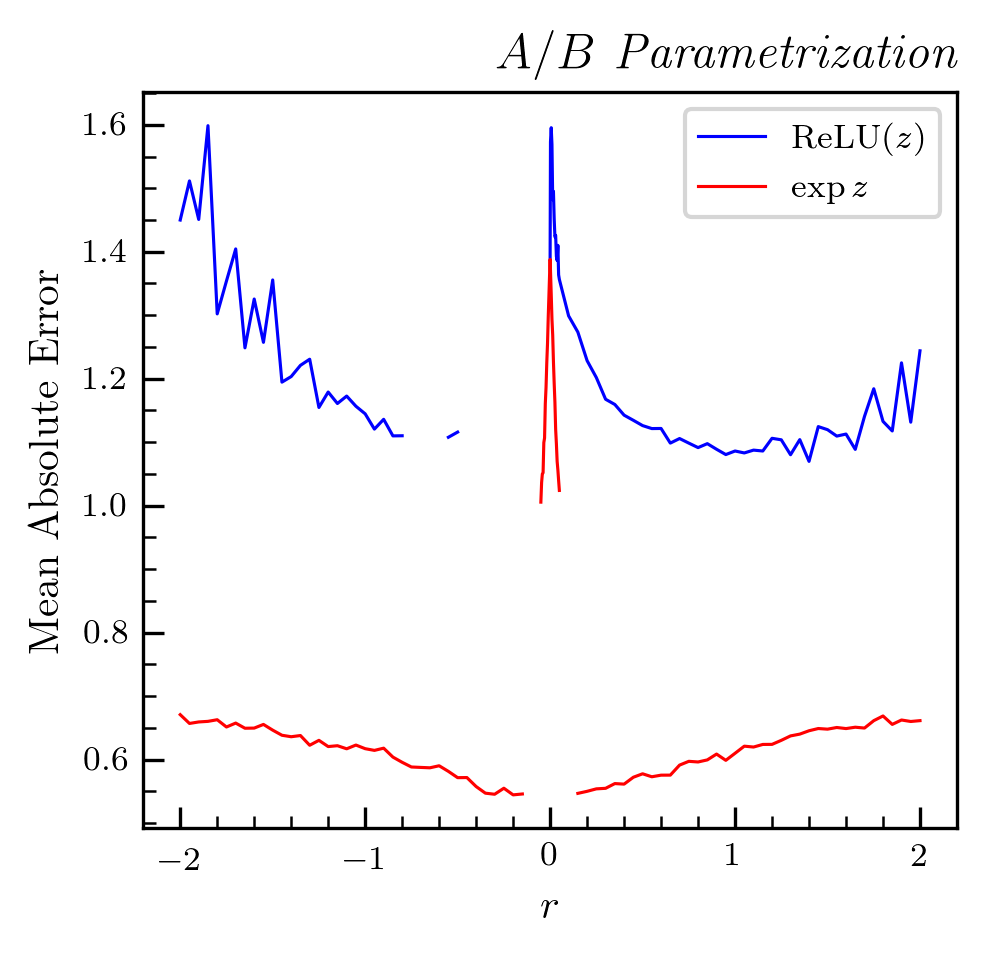 A/B Parametrization
ReLU(z)
exp z
Mean Absolute Error
1.6
1.4
1.2
1.0
0.8
0.6
−2 −1 0 1 2
r